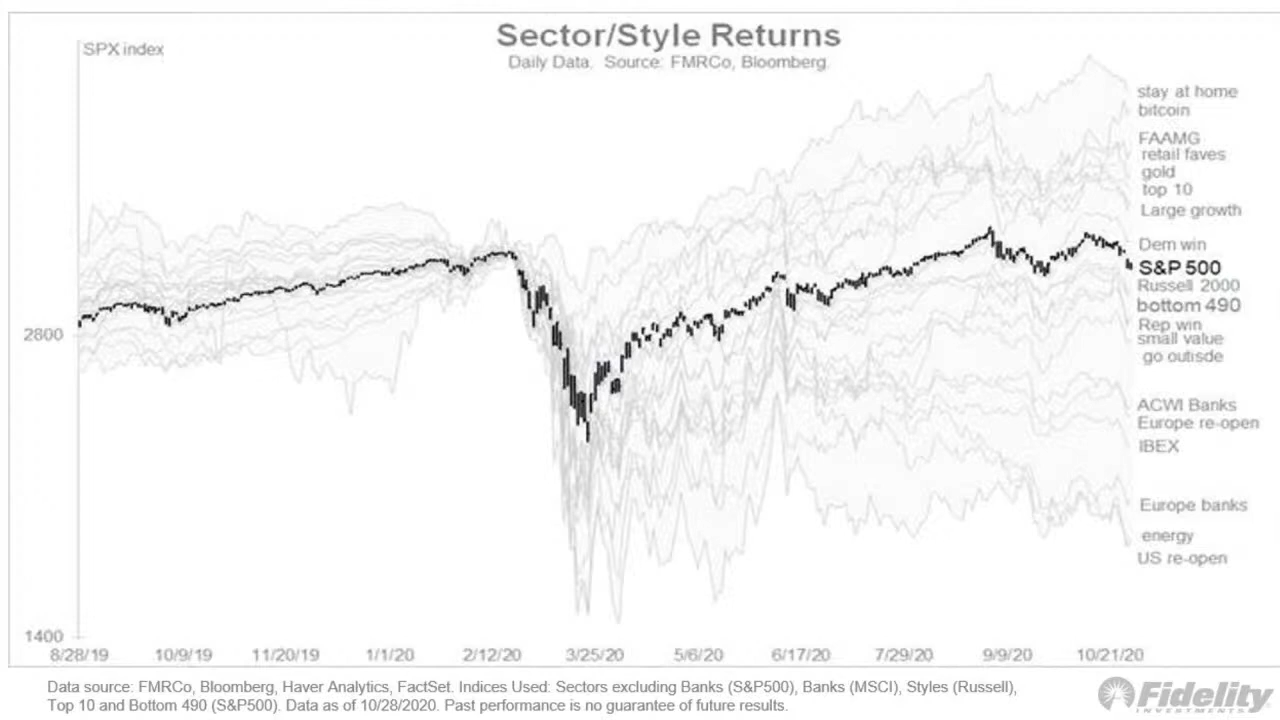 Sector/Style Returns
Daily Data. Source: FMRCo, Bloomberg.
SPX index
2800
1400
stay at home
bitcoin
FAAMG
retail faves
gold
top 10
Large growth
Dem win
S&P 500
Russell 2000
bottom 490
Rep win
small value
go outisde
ACWI Banks
Europe re-open
IBEX
Europe banks
energy
US re-open
8/28/19 10/9/19 11/20/19 1/1/20 2/12/20 3/25/20 5/6/20 6/17/20 7/29/20 9/9/20 10/21/20
Data source: FMRCo, Bloomberg, Haver Analytics, FactSet. Indices Used: Sectors excluding Banks (S&P500), Banks (MSCI), Styles (Russell),
Top 10 and Bottom 490 (S&P500). Data as of 10/28/2020. Past performance is no guarantee of future results.
Fidelity
INVESTMENTS